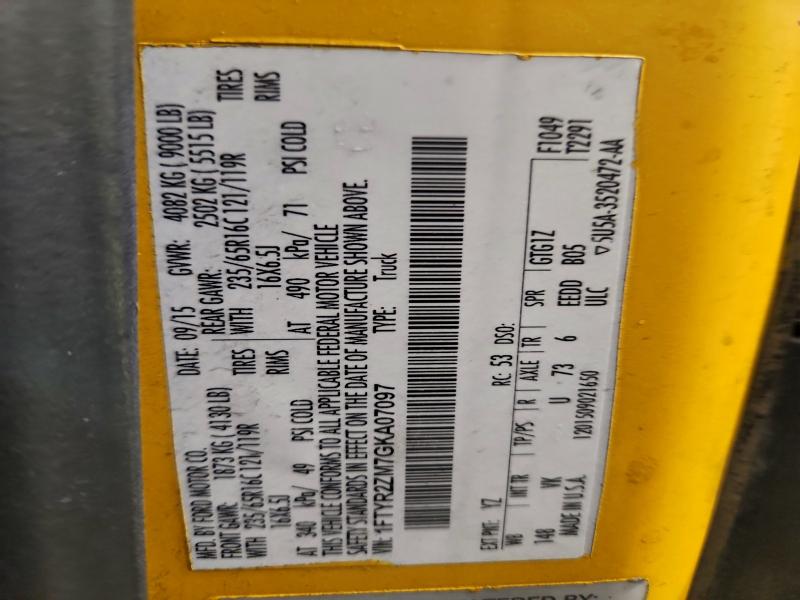 MFD. BY FORD MOTOR CO. DATE: 09/15 GVWR: 4082 KG ( 9000 LB)
FRONT GAWR: 1873 KG ( 4130 LB) REAR GAWR: 2502 KG ( 5515 LB)
WITH 235/65R16C 121/119R TIRES WITH 235/65R16C 121/119R TIRES
16X6.5J RIMS 16X6.5J RIMS
AT 340 kPa/ 49 PSI COLD AT 490 kPa/ 71 PSI COLD
THIS VEHICLE CONFORMS TO ALL APPLICABLE FEDERAL MOTOR VEHICLE
SAFETY STANDARDS IN EFFECT ON THE DATE OF MANUFACTURE SHOWN ABOVE.
VIN: 1FTYR2ZM7GKA07097 TYPE: Truck
EXT PNT: YZ RC: 53 DSO: F1049
WB INT TR TP/PS R AXLE TR SPR GTG1Z T2291
148 VK U 73 6 EEDD B05
MADE IN U.S.A. 1201509021650 ULC ▽5U5A-3520472-AA